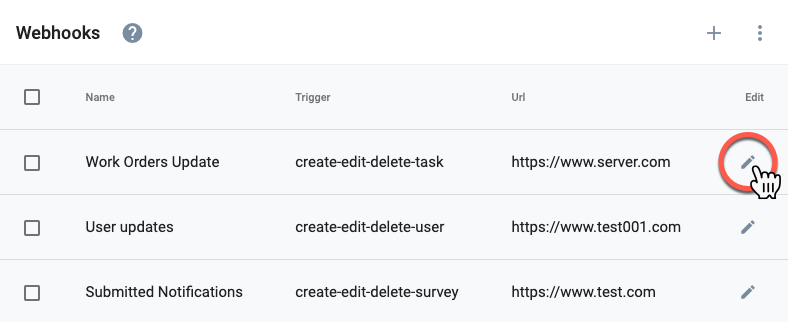 Webhooks ?
Name Trigger Url Edit
Work Orders Update create-edit-delete-task https://www.server.com
User updates create-edit-delete-user https://www.test001.com
Submitted Notifications create-edit-delete-survey https://www.test.com